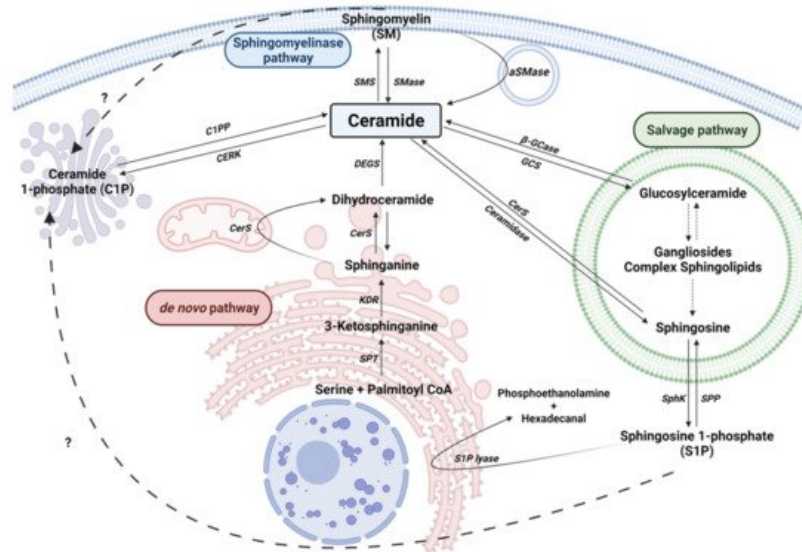 Sphingomyelin
(SM)
Sphingomyelinase
pathway
aSMase
?
SMS
SMase
Ceramide
C1PP
CERK
Salvage pathway
β-GCase
GCS
Ceramide
1-phosphate (C1P)
DEGS
Dihydroceramide
Glucosylceramide
CerS
Ceramidase
CerS
CerS
Gangliosides
Complex Sphingolipids
Sphinganine
de novo pathway
KDR
3-Ketosphinganine
Sphingosine
SPT
Serine + Palmitoyl CoA
Phosphoethanolamine
+
Hexadecanal
SphK
SPP
?
S1P lyase
Sphingosine 1-phosphate
(S1P)